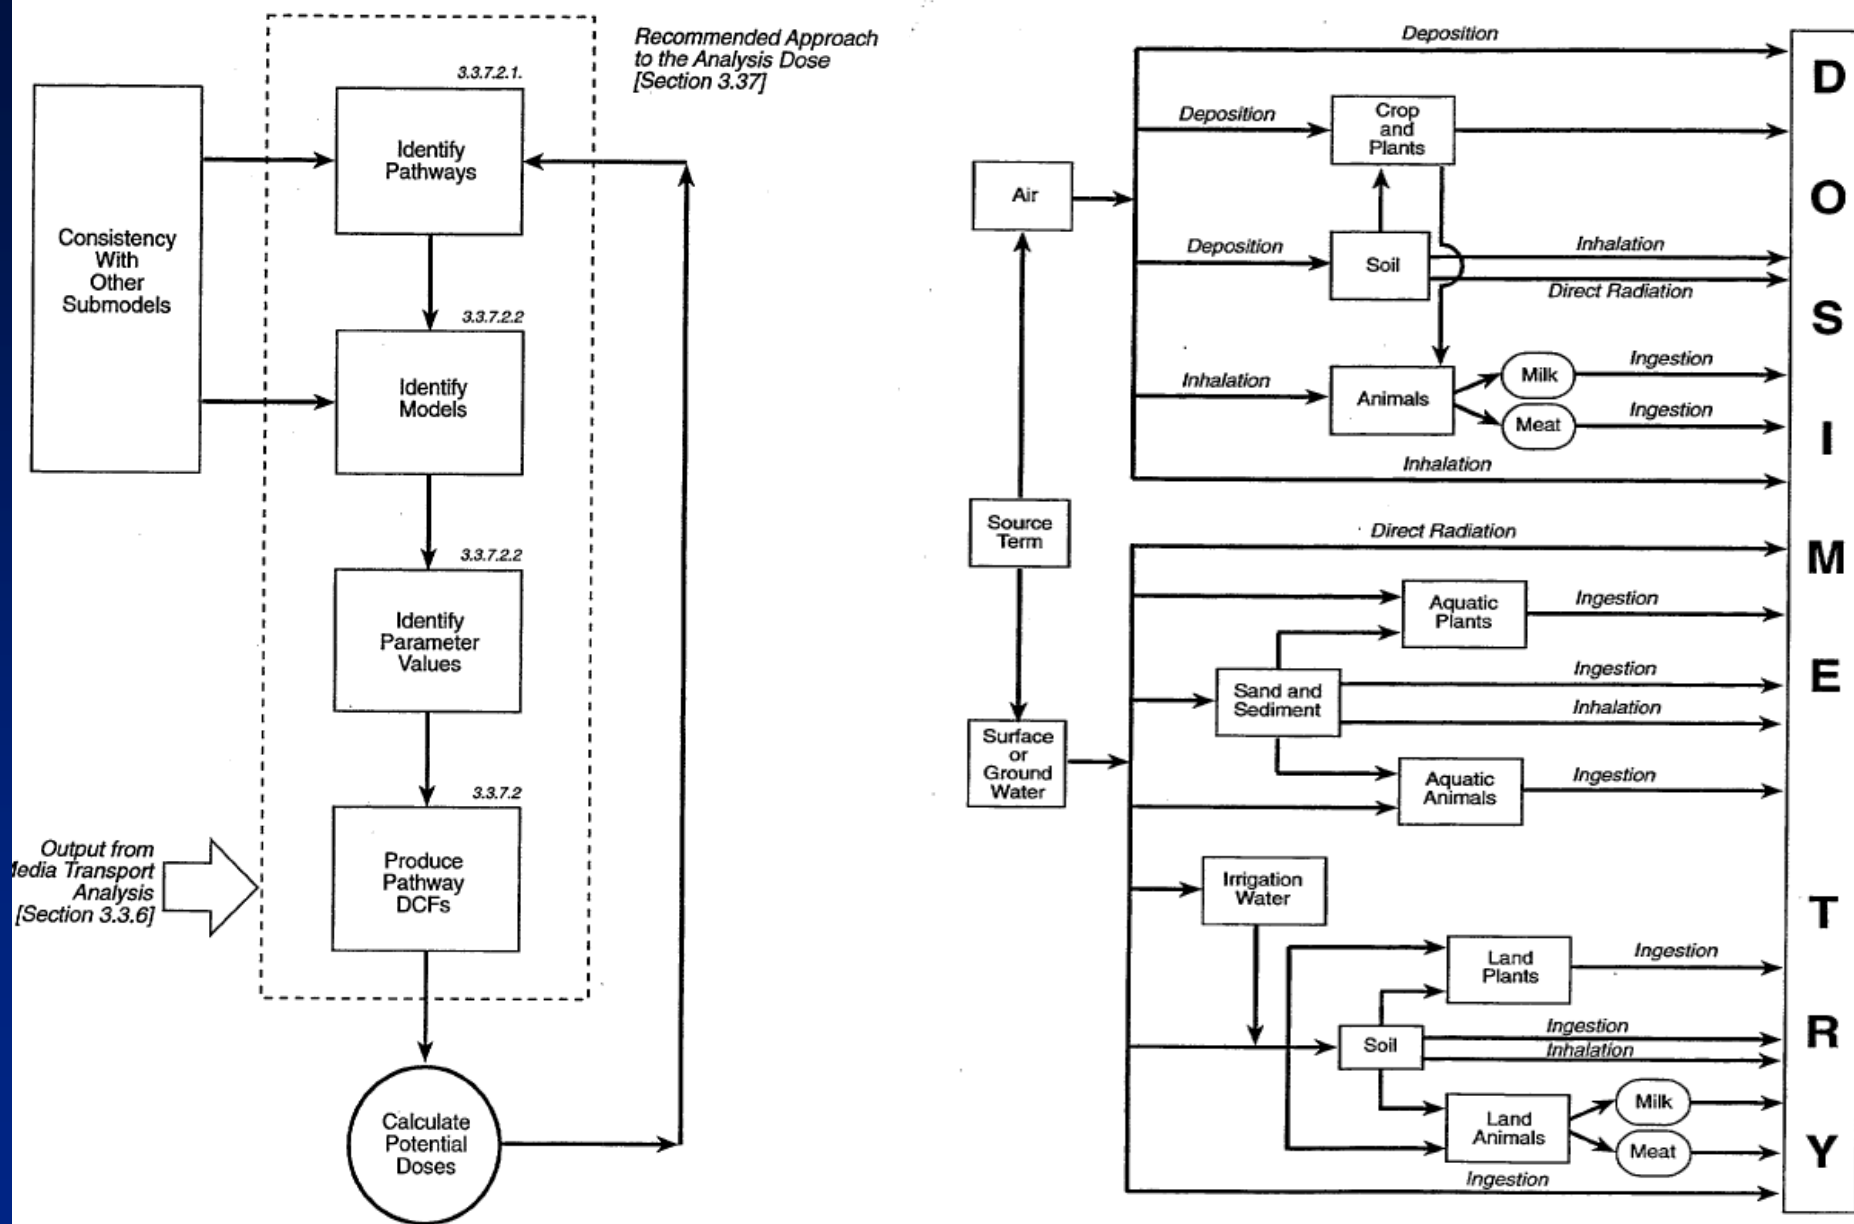 Recommended Approach
to the Analysis Dose
[Section 3.37]
3.3.7.2.1.
Identify
Pathways
Consistency
With
Other
Submodels
3.3.7.2.2
Identify
Models
3.3.7.2.2
Identify
Parameter
Values
3.3.7.2
Produce
Pathway
DCFs
Output from
Media Transport
Analysis
[Section 3.3.6]
Calculate
Potential
Doses
Deposition
Deposition
Crop
and
Plants
Air
Deposition
Soil
Inhalation
Direct Radiation
Inhalation
Animals
Milk
Ingestion
Meat
Ingestion
Inhalation
Source
Term
Direct Radiation
Aquatic
Plants
Ingestion
Sand and
Sediment
Ingestion
Inhalation
Surface
or
Ground
Water
Aquatic
Animals
Ingestion
Irrigation
Water
Land
Plants
Ingestion
Soil
Ingestion
Inhalation
Land
Animals
Milk
Meat
Ingestion
D
O
S
I
M
E
T
R
Y